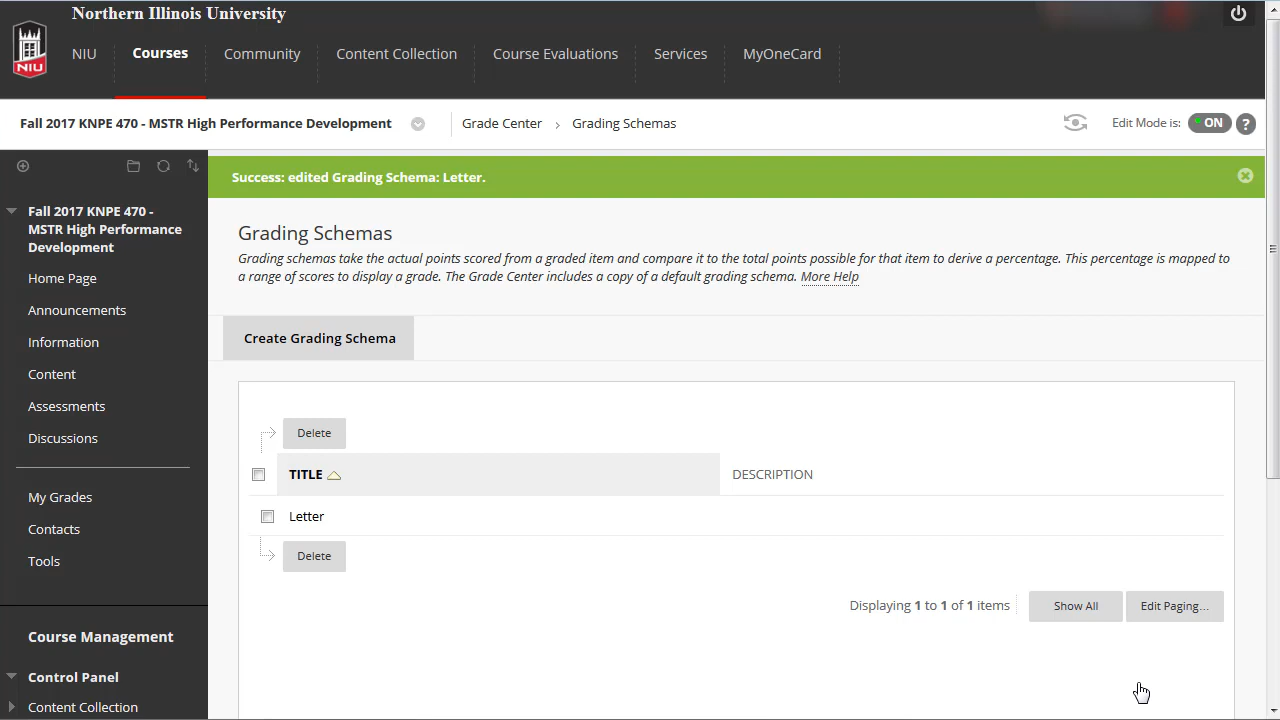 Northern Illinois University
NIU
NIU
Courses
Community
Content Collection
Course Evaluations
Services
MyOneCard
Fall 2017 KNPE 470 - MSTR High Performance Development
Grade Center
Grading Schemas
Edit Mode is:
ON
?
Success: edited Grading Schema: Letter.
Fall 2017 KNPE 470 -
MSTR High Performance
Development
Home Page
Announcements
Information
Content
Assessments
Discussions
My Grades
Contacts
Tools
Course Management
Control Panel
Content Collection
Grading Schemas
Grading schemas take the actual points scored from a graded item and compare it to the total points possible for that item to derive a percentage. This percentage is mapped to
a range of scores to display a grade. The Grade Center includes a copy of a default grading schema. More Help
Create Grading Schema
Delete
TITLE
DESCRIPTION
Letter
Delete
Displaying 1 to 1 of 1 items
Show All
Edit Paging...